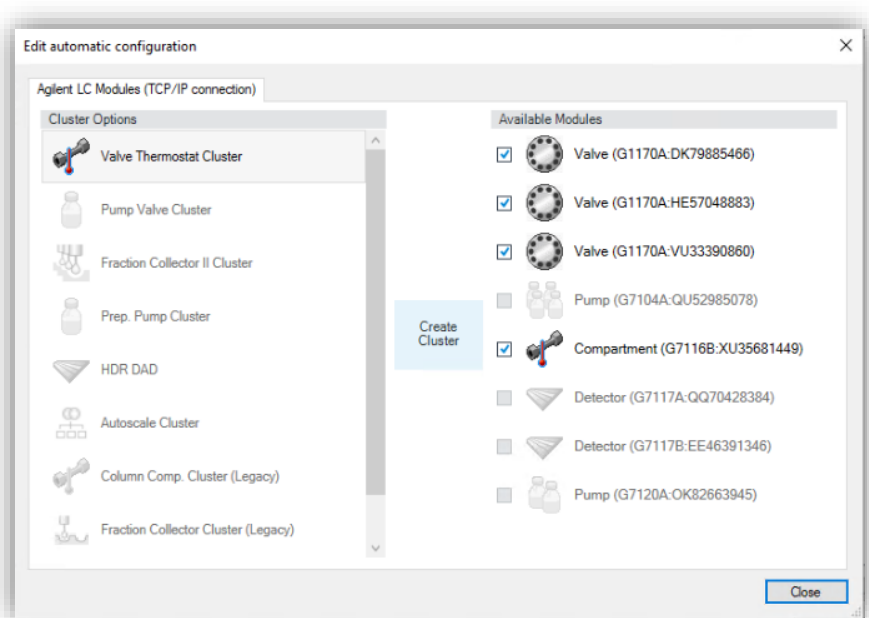 Edit automatic configuration
Agilent LC Modules (TCP/IP connection)
Cluster Options
Valve Thermostat Cluster
Pump Valve Cluster
Fraction Collector II Cluster
Prep. Pump Cluster
HDR DAD
Autoscale Cluster
Column Comp. Cluster (Legacy)
Fraction Collector Cluster (Legacy)
Create
Cluster
Available Modules
Valve (G1170A:DK79885466)
Valve (G1170A:HE57048883)
Valve (G1170A:VU33390860)
Pump (G7104A:QU52985078)
Compartment (G7116B:XU35681449)
Detector (G7117A:QQ70428384)
Detector (G7117B:EE46391346)
Pump (G7120A:OK82663945)
Close